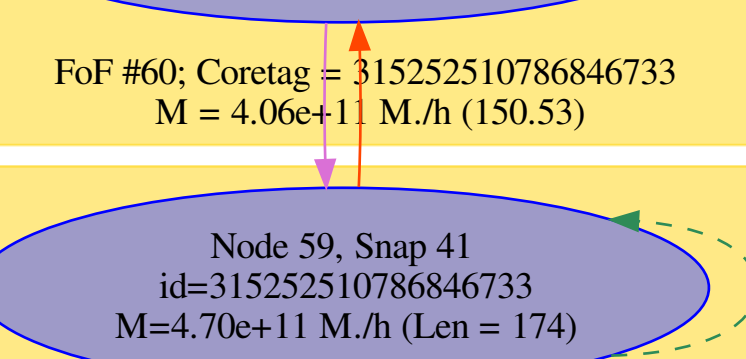 FoF #60; Coretag = 315252510786846733
M = 4.06e+11 M./h (150.53)
Node 59, Snap 41
id=315252510786846733
M=4.70e+11 M./h (Len = 174)